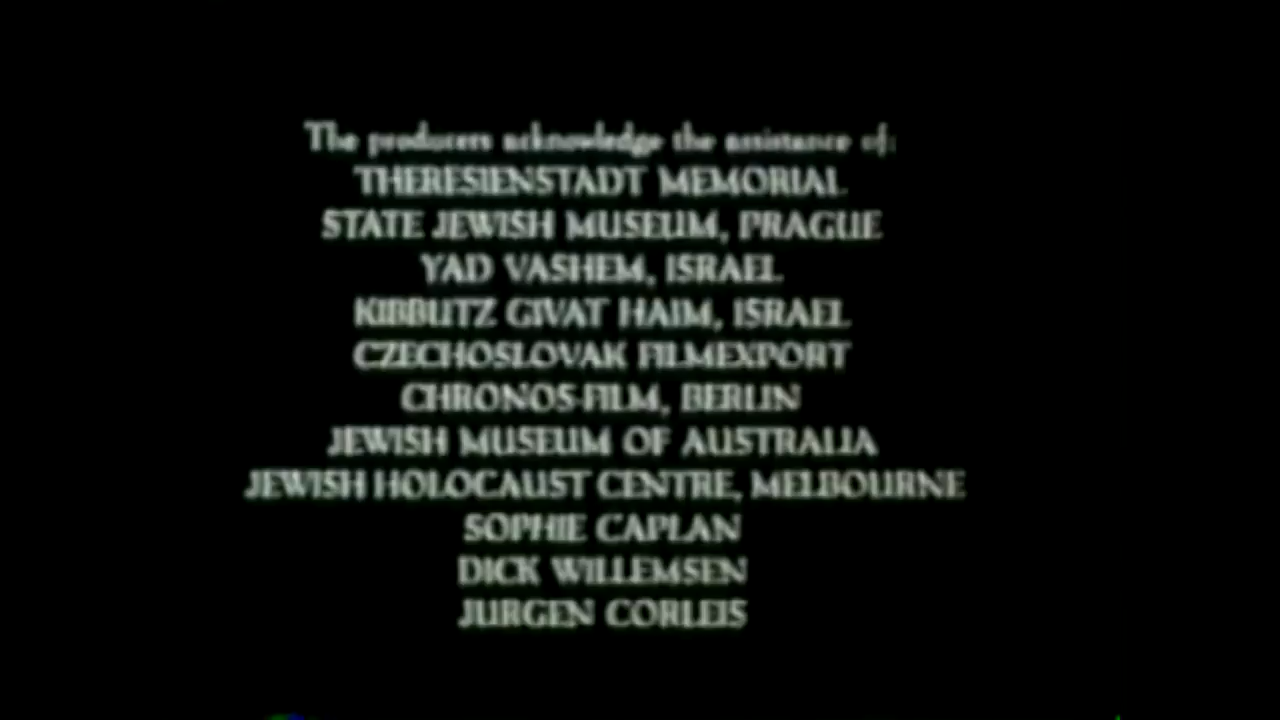 The producers acknowledge the assistance of:
THERESIENSTADT MEMORIAL
STATE JEWISH MUSEUM, PRAGUE
YAD VASHEM, ISRAEL
KIBBUTZ GIVAT HAIM, ISRAEL
CZECHOSLOVAK FILMEXPORT
CHRONOS-FILM, BERLIN
JEWISH MUSEUM OF AUSTRALIA
JEWISH HOLOCAUST CENTRE, MELBOURNE
SOPHIE CAPLAN
DICK WILLEMSEN
JURGEN CORLEIS